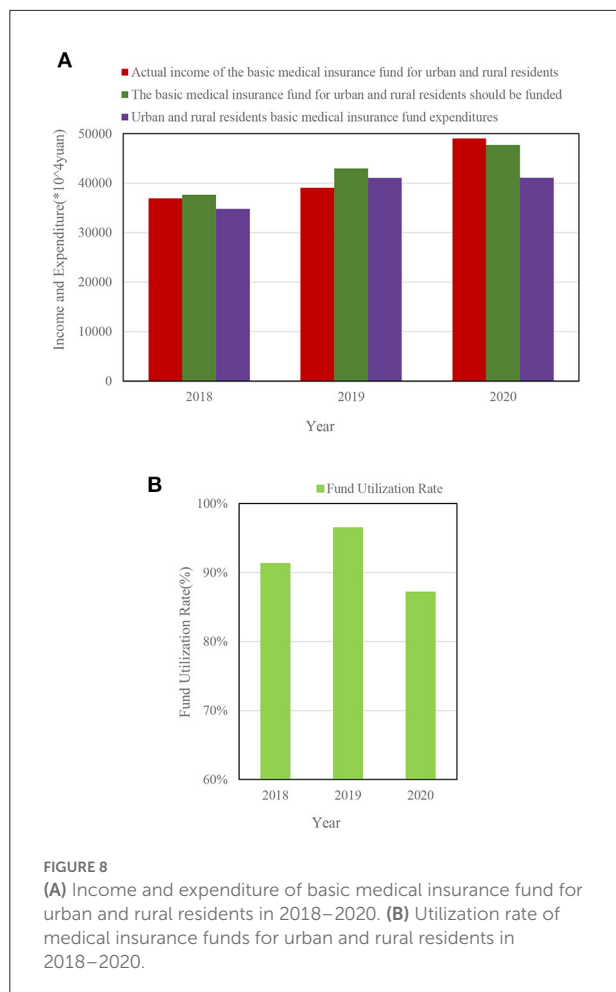 A
Actual income of the basic medical insurance fund for urban and rural residents
The basic medical insurance fund for urban and rural residents should be funded
Urban and rural residents basic medical insurance fund expenditures
Income and Expenditure(*10^4yuan)
50000
40000
30000
20000
10000
0
2018 2019 2020
Year
B
Fund Utilization Rate
Fund Utilization Rate(%)
100%
90%
80%
70%
60%
2018 2019 2020
Year
FIGURE 8
(A) Income and expenditure of basic medical insurance fund for
urban and rural residents in 2018–2020. (B) Utilization rate of
medical insurance funds for urban and rural residents in
2018–2020.